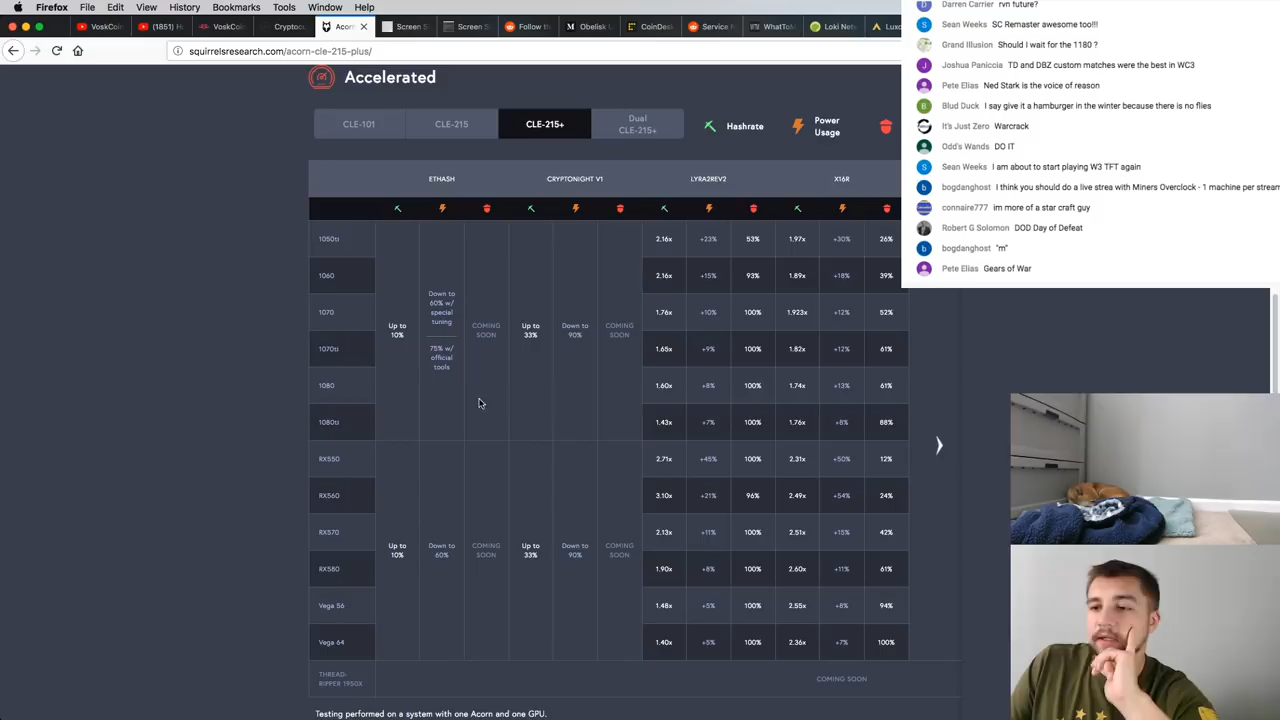 Firefox File Edit View History Bookmarks Tools Window Help
VoskCoin (1851) H VoskCoi Cryptocu Acorn Screen S Screen S Follow th Obelisk U CoinDesk Service R WhatToM Loki Netw Luxo
squirrelsresearch.com/acorn-cle-215-plus/
Accelerated
CLE-101 CLE-215 CLE-215+ Dual CLE-215+ Hashrate Power Usage
ETHASH CRYPTONIGHT V1 LYRA2REV2 X16R
1050ti 2.16x +23% 53% 1.97x +30% 26%
1060 2.16x +15% 93% 1.89x +18% 39%
Down to 60% w/ special tuning
1070 1.76x +10% 100% 1.923x +12% 52%
Up to 10% COMING SOON Up to 33% Down to 90% COMING SOON
75% w/ official tools
1070ti 1.65x +9% 100% 1.82x +12% 61%
1080 1.60x +8% 100% 1.74x +13% 61%
1080ti 1.43x +7% 100% 1.76x +8% 88%
RX550 2.71x +45% 100% 2.31x +50% 12%
RX560 3.10x +21% 96% 2.49x +54% 24%
RX570 2.13x +11% 100% 2.51x +15% 42%
Up to 10% Down to 60% COMING SOON Up to 33% Down to 90% COMING SOON
RX580 1.90x +8% 100% 2.60x +11% 61%
Vega 56 1.48x +5% 100% 2.55x +8% 94%
Vega 64 1.40x +5% 100% 2.36x +7% 100%
THREAD-RIPPER 1950X COMING SOON
Testing performed on a system with one Acorn and one GPU.
Darren Carrier rvn future?
Sean Weeks SC Remaster awesome too!!!
Grand Illusion Should I wait for the 1180 ?
Joshua Paniccia TD and DBZ custom matches were the best in WC3
Pete Elias Ned Stark is the voice of reason
Blud Duck I say give it a hamburger in the winter because there is no flies
It's Just Zero Warcrack
Odd's Wands DO IT
Sean Weeks I am about to start playing W3 TFT again
bogdanghost I think you should do a live strea with Miners Overclock - 1 machine per stream
connaire777 im more of a star craft guy
Robert G Solomon DOD Day of Defeat
bogdanghost "m"
Pete Elias Gears of War